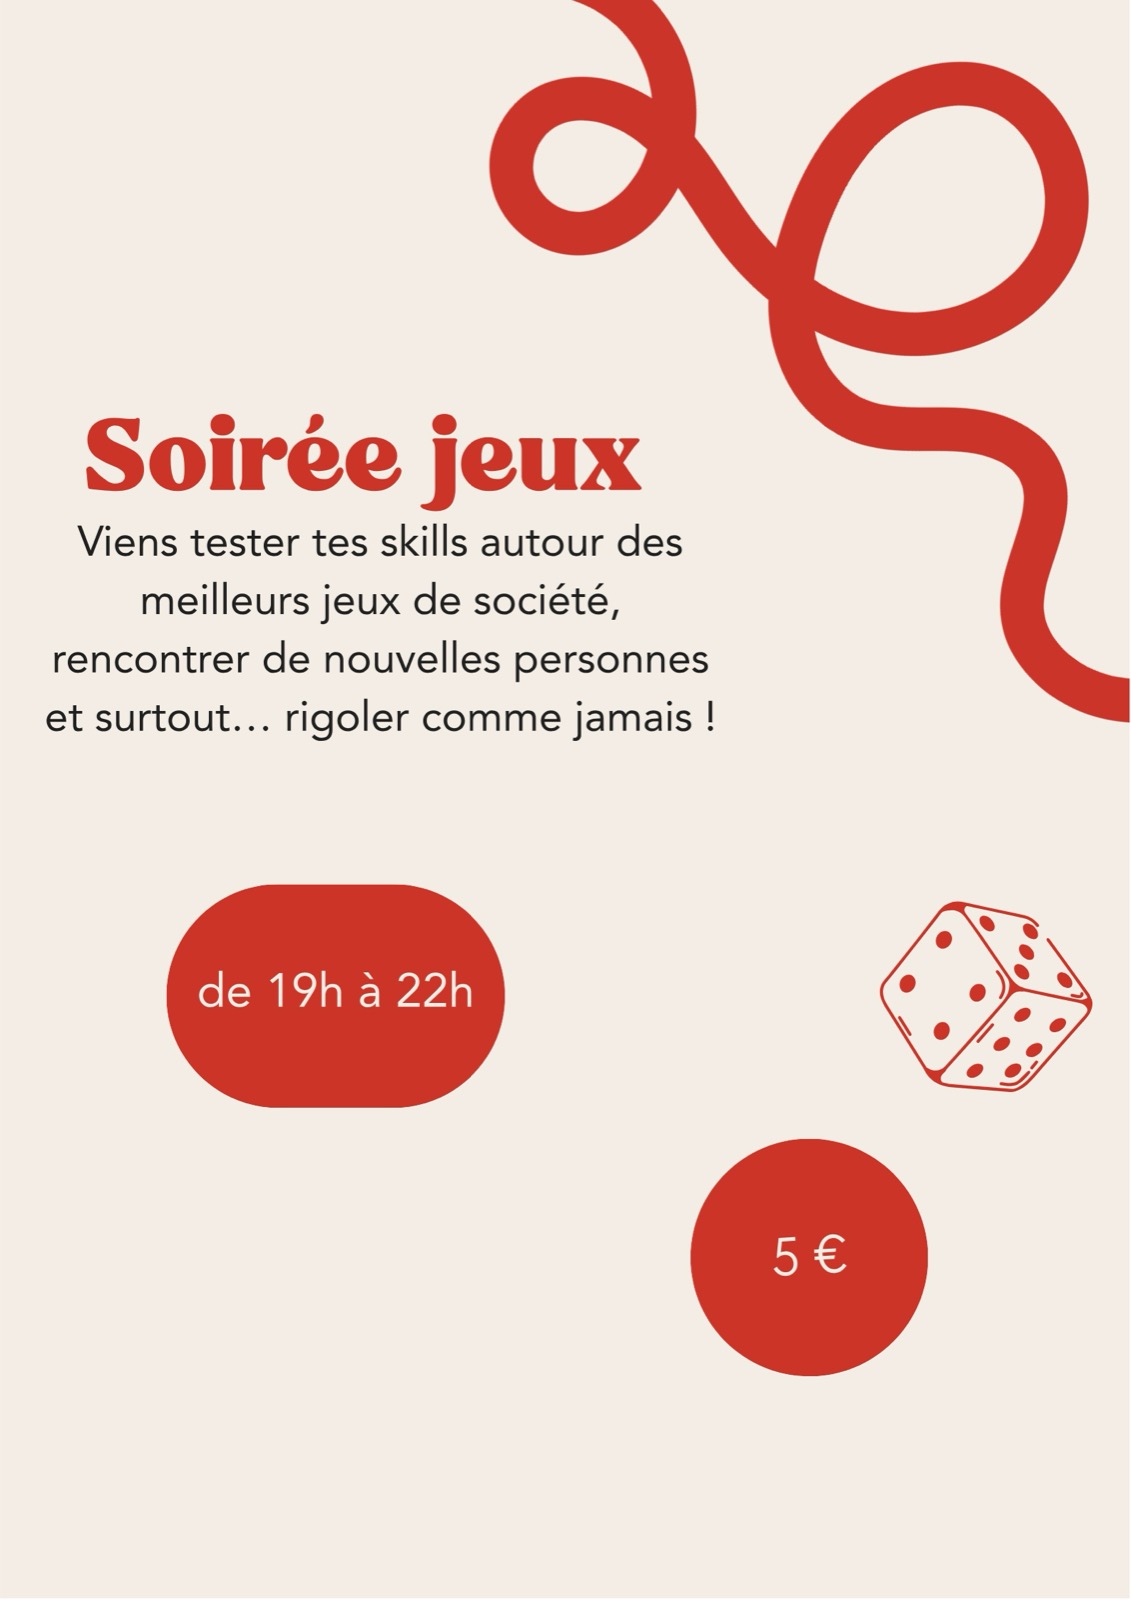 Soirée jeux
Viens tester tes skills autour des
meilleurs jeux de société,
rencontrer de nouvelles personnes
et surtout... rigoler comme jamais !
de 19h à 22h
5 €